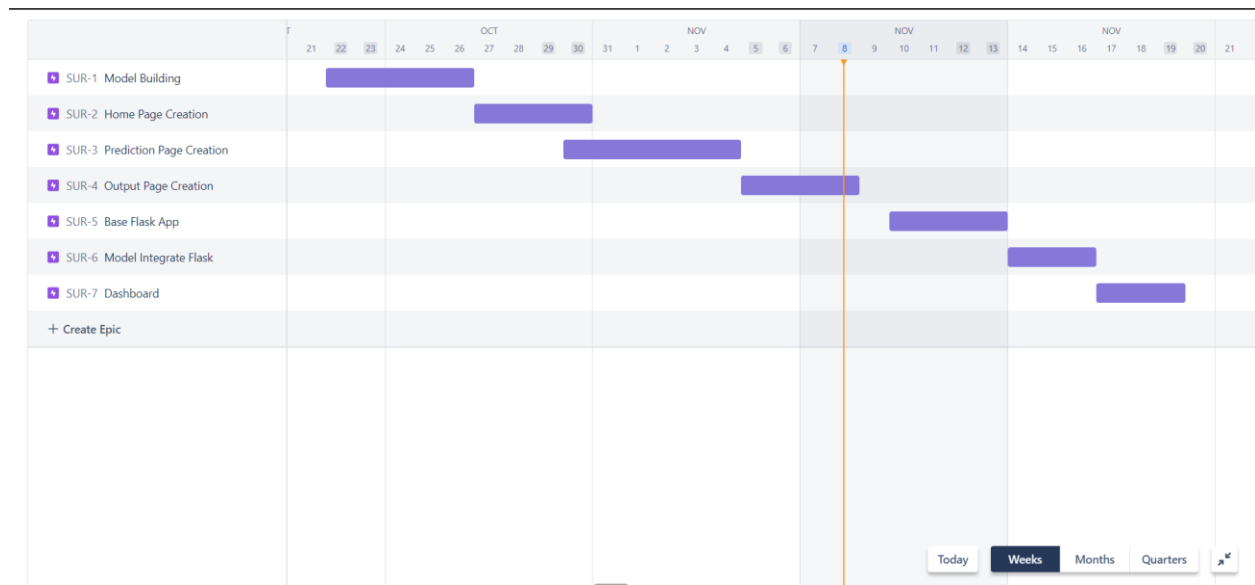 T OCT NOV NOV NOV
21 22 23 24 25 26 27 28 29 30 31 1 2 3 4 5 6 7 8 9 10 11 12 13 14 15 16 17 18 19 20 21
SUR-1 Model Building
SUR-2 Home Page Creation
SUR-3 Prediction Page Creation
SUR-4 Output Page Creation
SUR-5 Base Flask App
SUR-6 Model Integrate Flask
SUR-7 Dashboard
+ Create Epic
Today Weeks Months Quarters